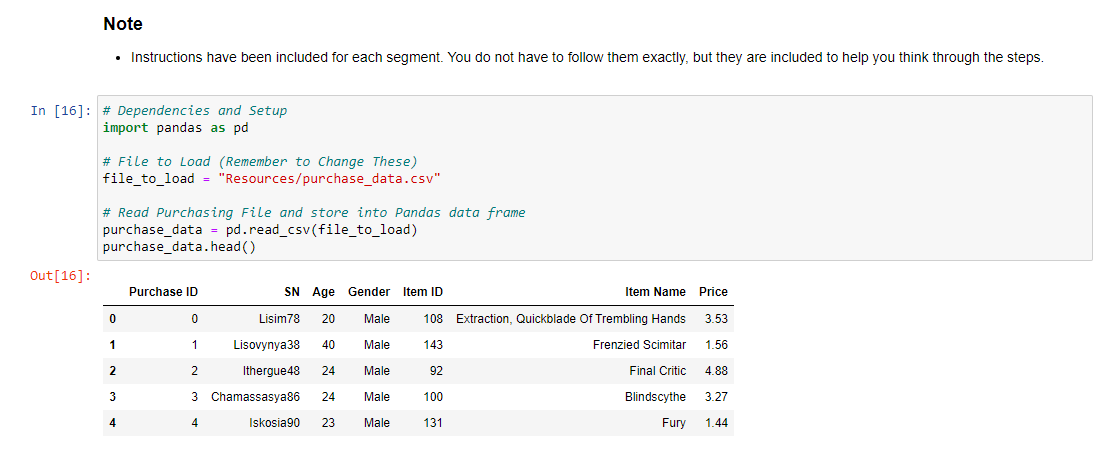 Note
• Instructions have been included for each segment. You do not have to follow them exactly, but they are included to help you think through the steps.
In [16]:
# Dependencies and Setup
import pandas as pd
# File to Load (Remember to Change These)
file_to_load = "Resources/purchase_data.csv"
# Read Purchasing File and store into Pandas data frame
purchase_data = pd.read_csv(file_to_load)
purchase_data.head()
Out[16]:
Purchase ID SN Age Gender Item ID Item Name Price
0 0 Lisim78 20 Male 108 Extraction, Quickblade Of Trembling Hands 3.53
1 1 Lisovynya38 40 Male 143 Frenzied Scimitar 1.56
2 2 Ithergue48 24 Male 92 Final Critic 4.88
3 3 Chamassasya86 24 Male 100 Blindscythe 3.27
4 4 Iskosia90 23 Male 131 Fury 1.44